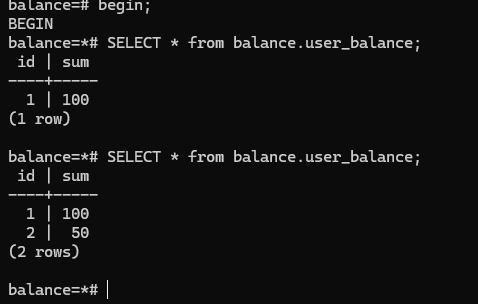 balance=# begin;
BEGIN
balance=*# SELECT * from balance.user_balance;
 id | sum
----+-----
  1 | 100
(1 row)

balance=*# SELECT * from balance.user_balance;
 id | sum
----+-----
  1 | 100
  2 |  50
(2 rows)

balance=*#